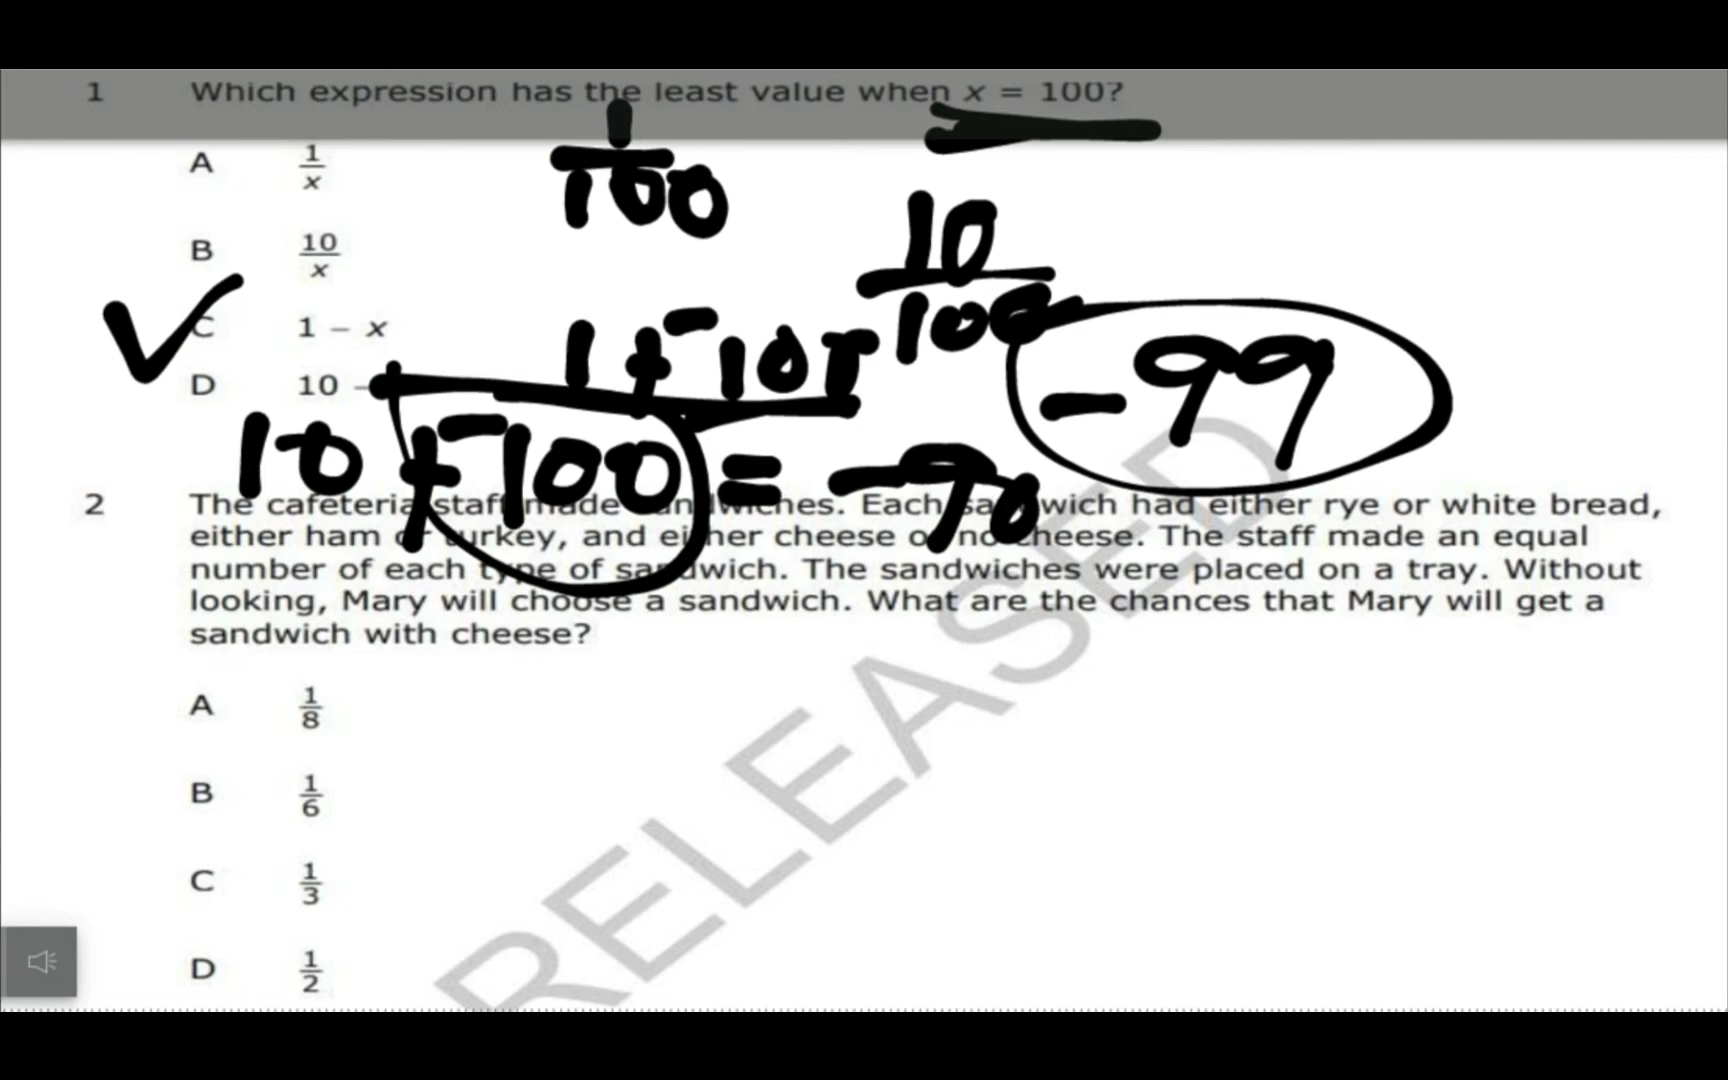 1 Which expression has the least value when x = 100?
A 1/x
1/100
B 10/x
10/100
C 1 – x
1 + -100
-99
D 10 –
10 + -100 = -90
2 The cafeteria staff made sandwiches. Each sandwich had either rye or white bread,
either ham or turkey, and either cheese or no cheese. The staff made an equal
number of each type of sandwich. The sandwiches were placed on a tray. Without
looking, Mary will choose a sandwich. What are the chances that Mary will get a
sandwich with cheese?
A 1/8
B 1/6
C 1/3
D 1/2
RELEASED